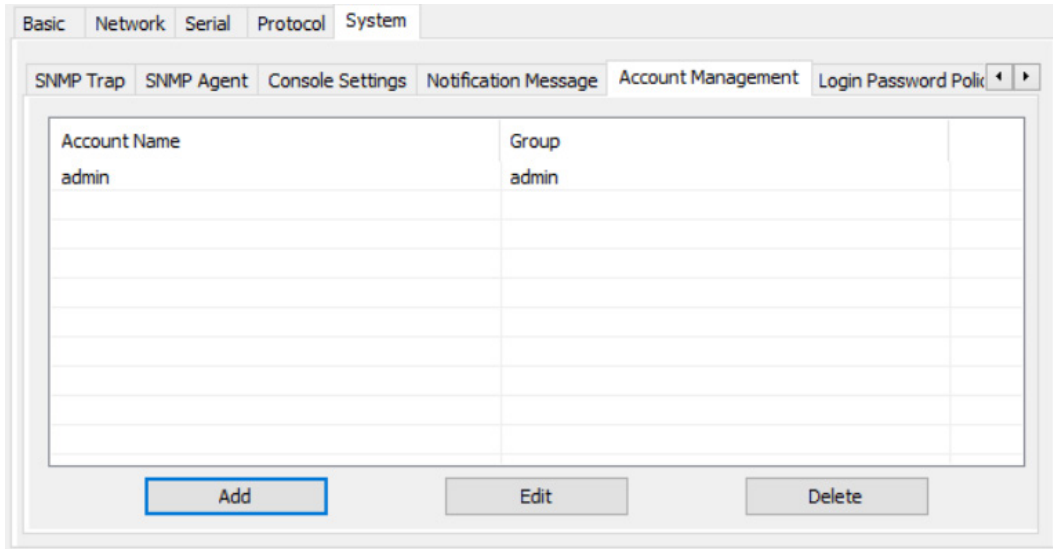 Basic Network Serial Protocol System
SNMP Trap SNMP Agent Console Settings Notification Message Account Management Login Password Polic
Account Name Group
admin admin
Add Edit Delete